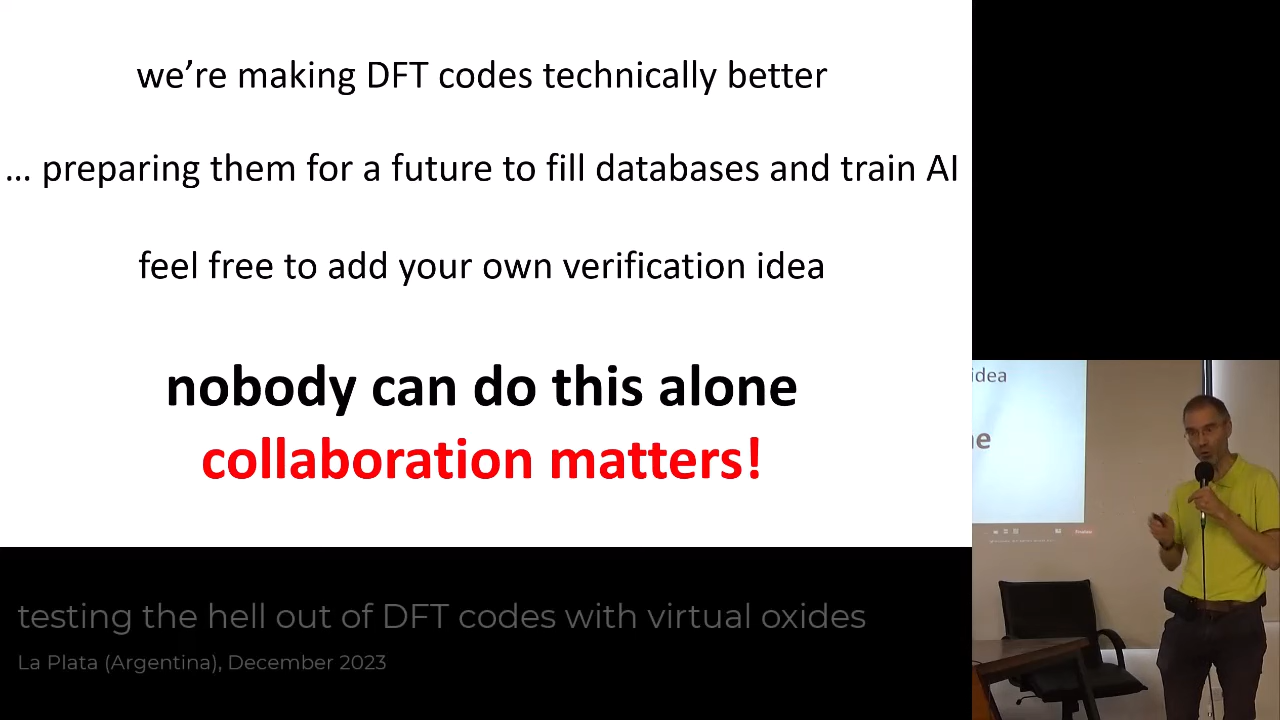 we're making DFT codes technically better
... preparing them for a future to fill databases and train AI
feel free to add your own verification idea
nobody can do this alone
collaboration matters!
idea
ne
testing the hell out of DFT codes with virtual oxides
La Plata (Argentina), December 2023